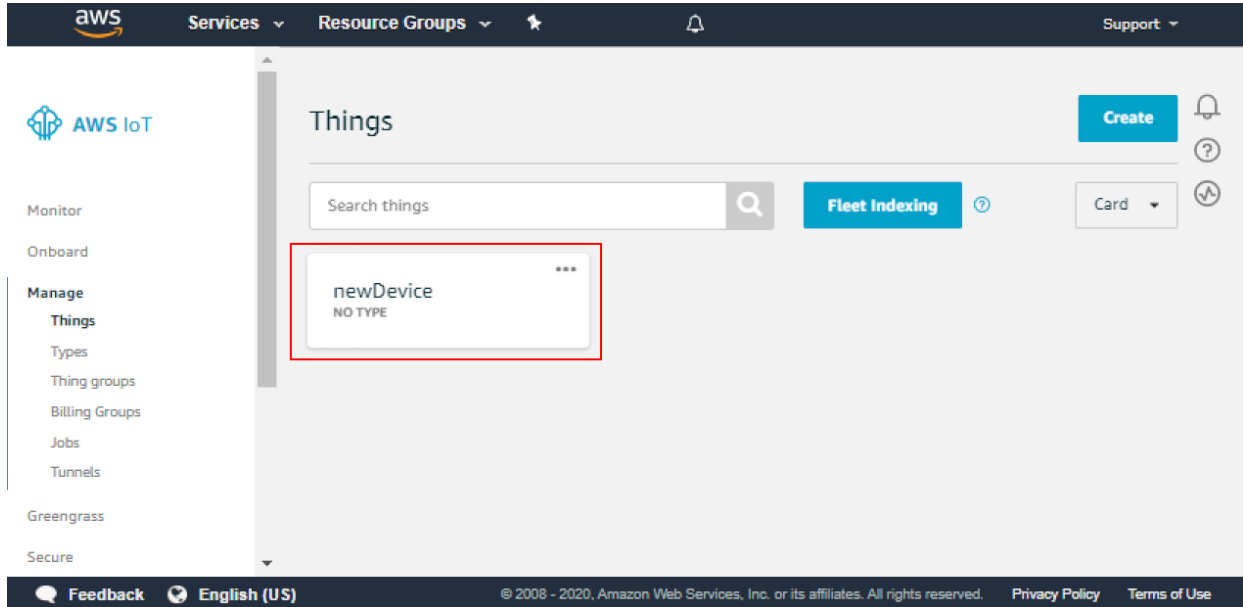 aws Services Resource Groups Support
AWS IoT
Monitor
Onboard
Manage
Things
Types
Thing groups
Billing Groups
Jobs
Tunnels
Greengrass
Secure
Things
Create
Search things
Fleet Indexing
Card
newDevice
NO TYPE
Feedback English (US) © 2008 - 2020, Amazon Web Services, Inc. or its affiliates. All rights reserved. Privacy Policy Terms of Use